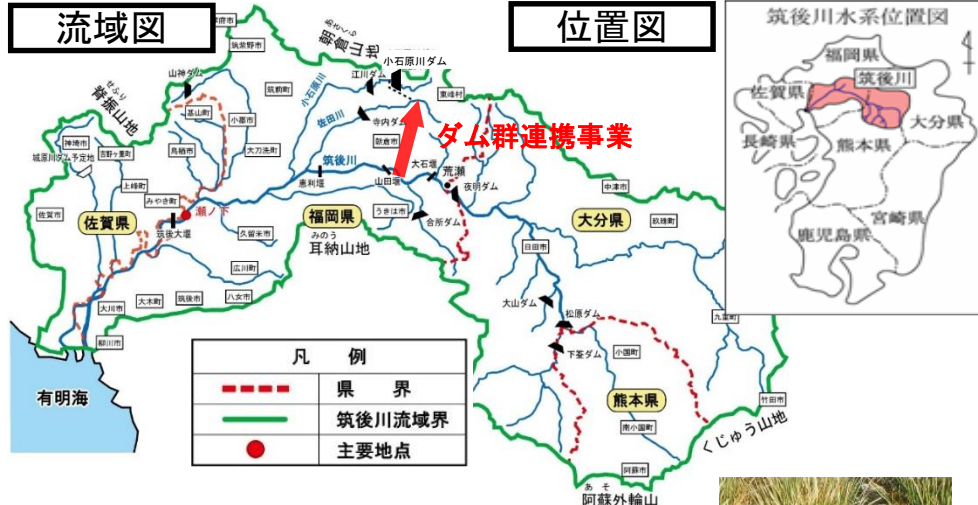 流域図
位置図
筑後川水系位置図
福岡県
筑後川
佐賀県
大分県
長崎県
熊本県
宮崎県
鹿児島県
筑紫野市
あさくら
朝倉山地
小石原川ダム
江川ダム
山神ダム
筑前町
小石原川
東峰村
せふり
脊振山地
基山町
小郡市
佐田川
寺内ダム
ダム群連携事業
神埼市
吉野ヶ里町
鳥栖市
大刀洗町
朝倉市
城原川ダム予定地
筑後川
大石堰
荒瀬
上峰町
恵利堰
山田堰
夜明ダム
中津市
みやき町
佐賀市
佐賀県
瀬ノ下
福岡県
うきは市
合所ダム
大分県
玖珠町
筑後大堰
久留米市
みのう
耳納山地
日田市
広川町
大山ダム
大川市
大木町
筑後市
八女市
松原ダム
九重町
柳川市
下筌ダム
小国町
凡 例
県 界
筑後川流域界
主要地点
有明海
熊本県
竹田市
南小国町
くじゅう山地
阿蘇市
あ そ
阿蘇外輪山